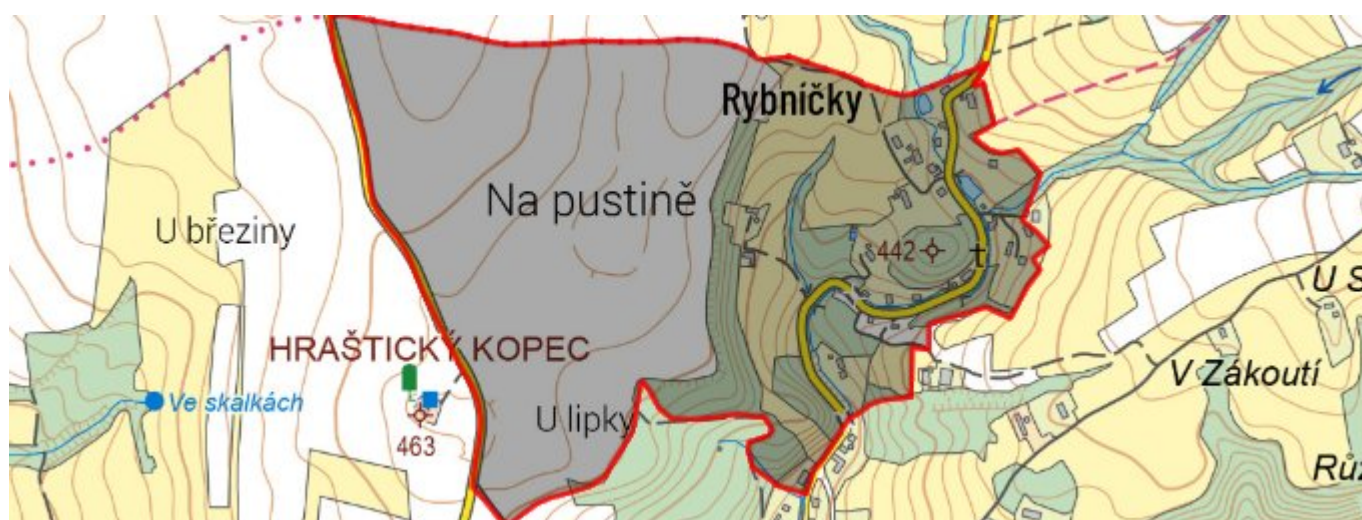 Rybníčky
Na pustině
U březiny
442
HRAŠTICKÝ KOPEC
V Zákoutí
Ve skalkách
U lipky
463